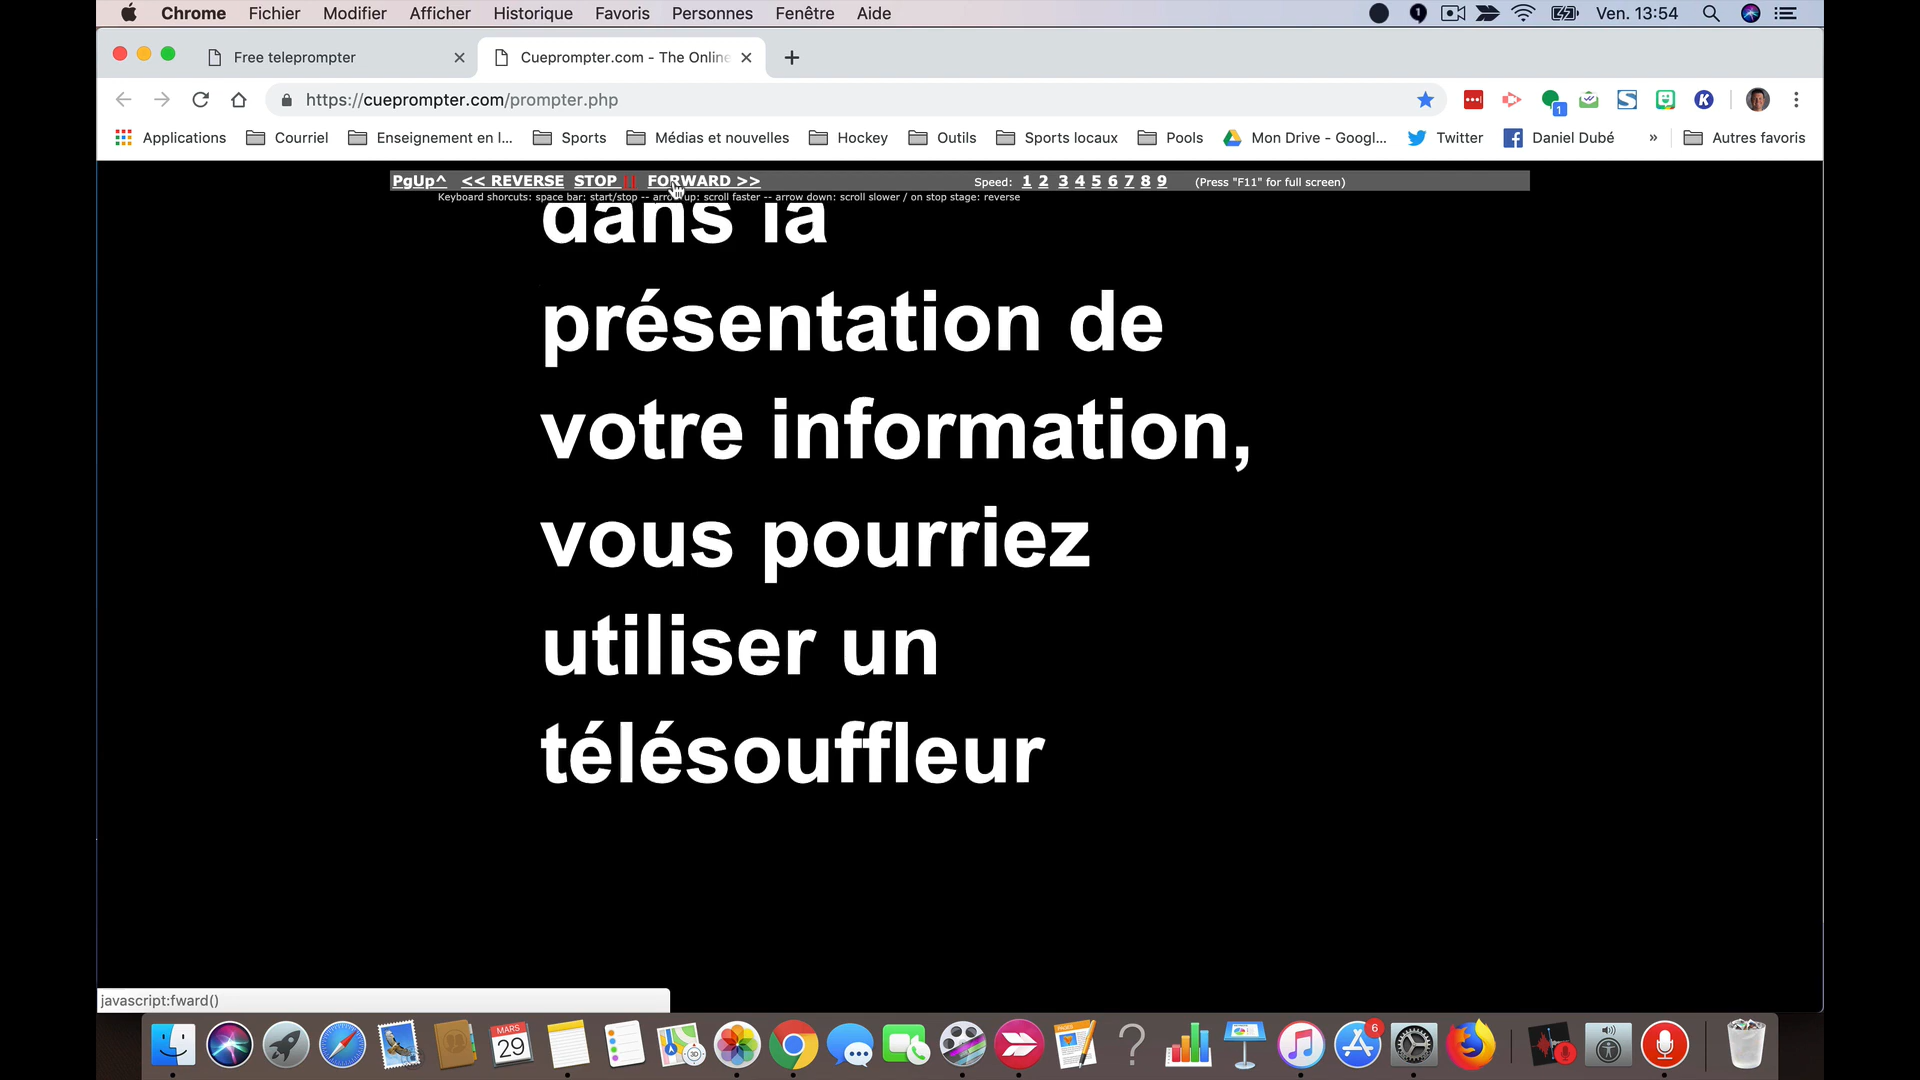 Chrome Fichier Modifier Afficher Historique Favoris Personnes Fenêtre Aide Ven. 13:54
Free teleprompter Cueprompter.com - The Online
https://cueprompter.com/prompter.php
Applications Courriel Enseignement en l... Sports Médias et nouvelles Hockey Outils Sports locaux Pools Mon Drive - Googl... Twitter Daniel Dubé » Autres favoris
PgUp^ << REVERSE STOP || FORWARD >> Speed: 1 2 3 4 5 6 7 8 9 (Press "F11" for full screen)
Keyboard shorcuts: space bar: start/stop -- arrow up: scroll faster -- arrow down: scroll slower / on stop stage: reverse
dans la
présentation de
votre information,
vous pourriez
utiliser un
télésouffleur
javascript:fward()
MARS
29
PAGES
6